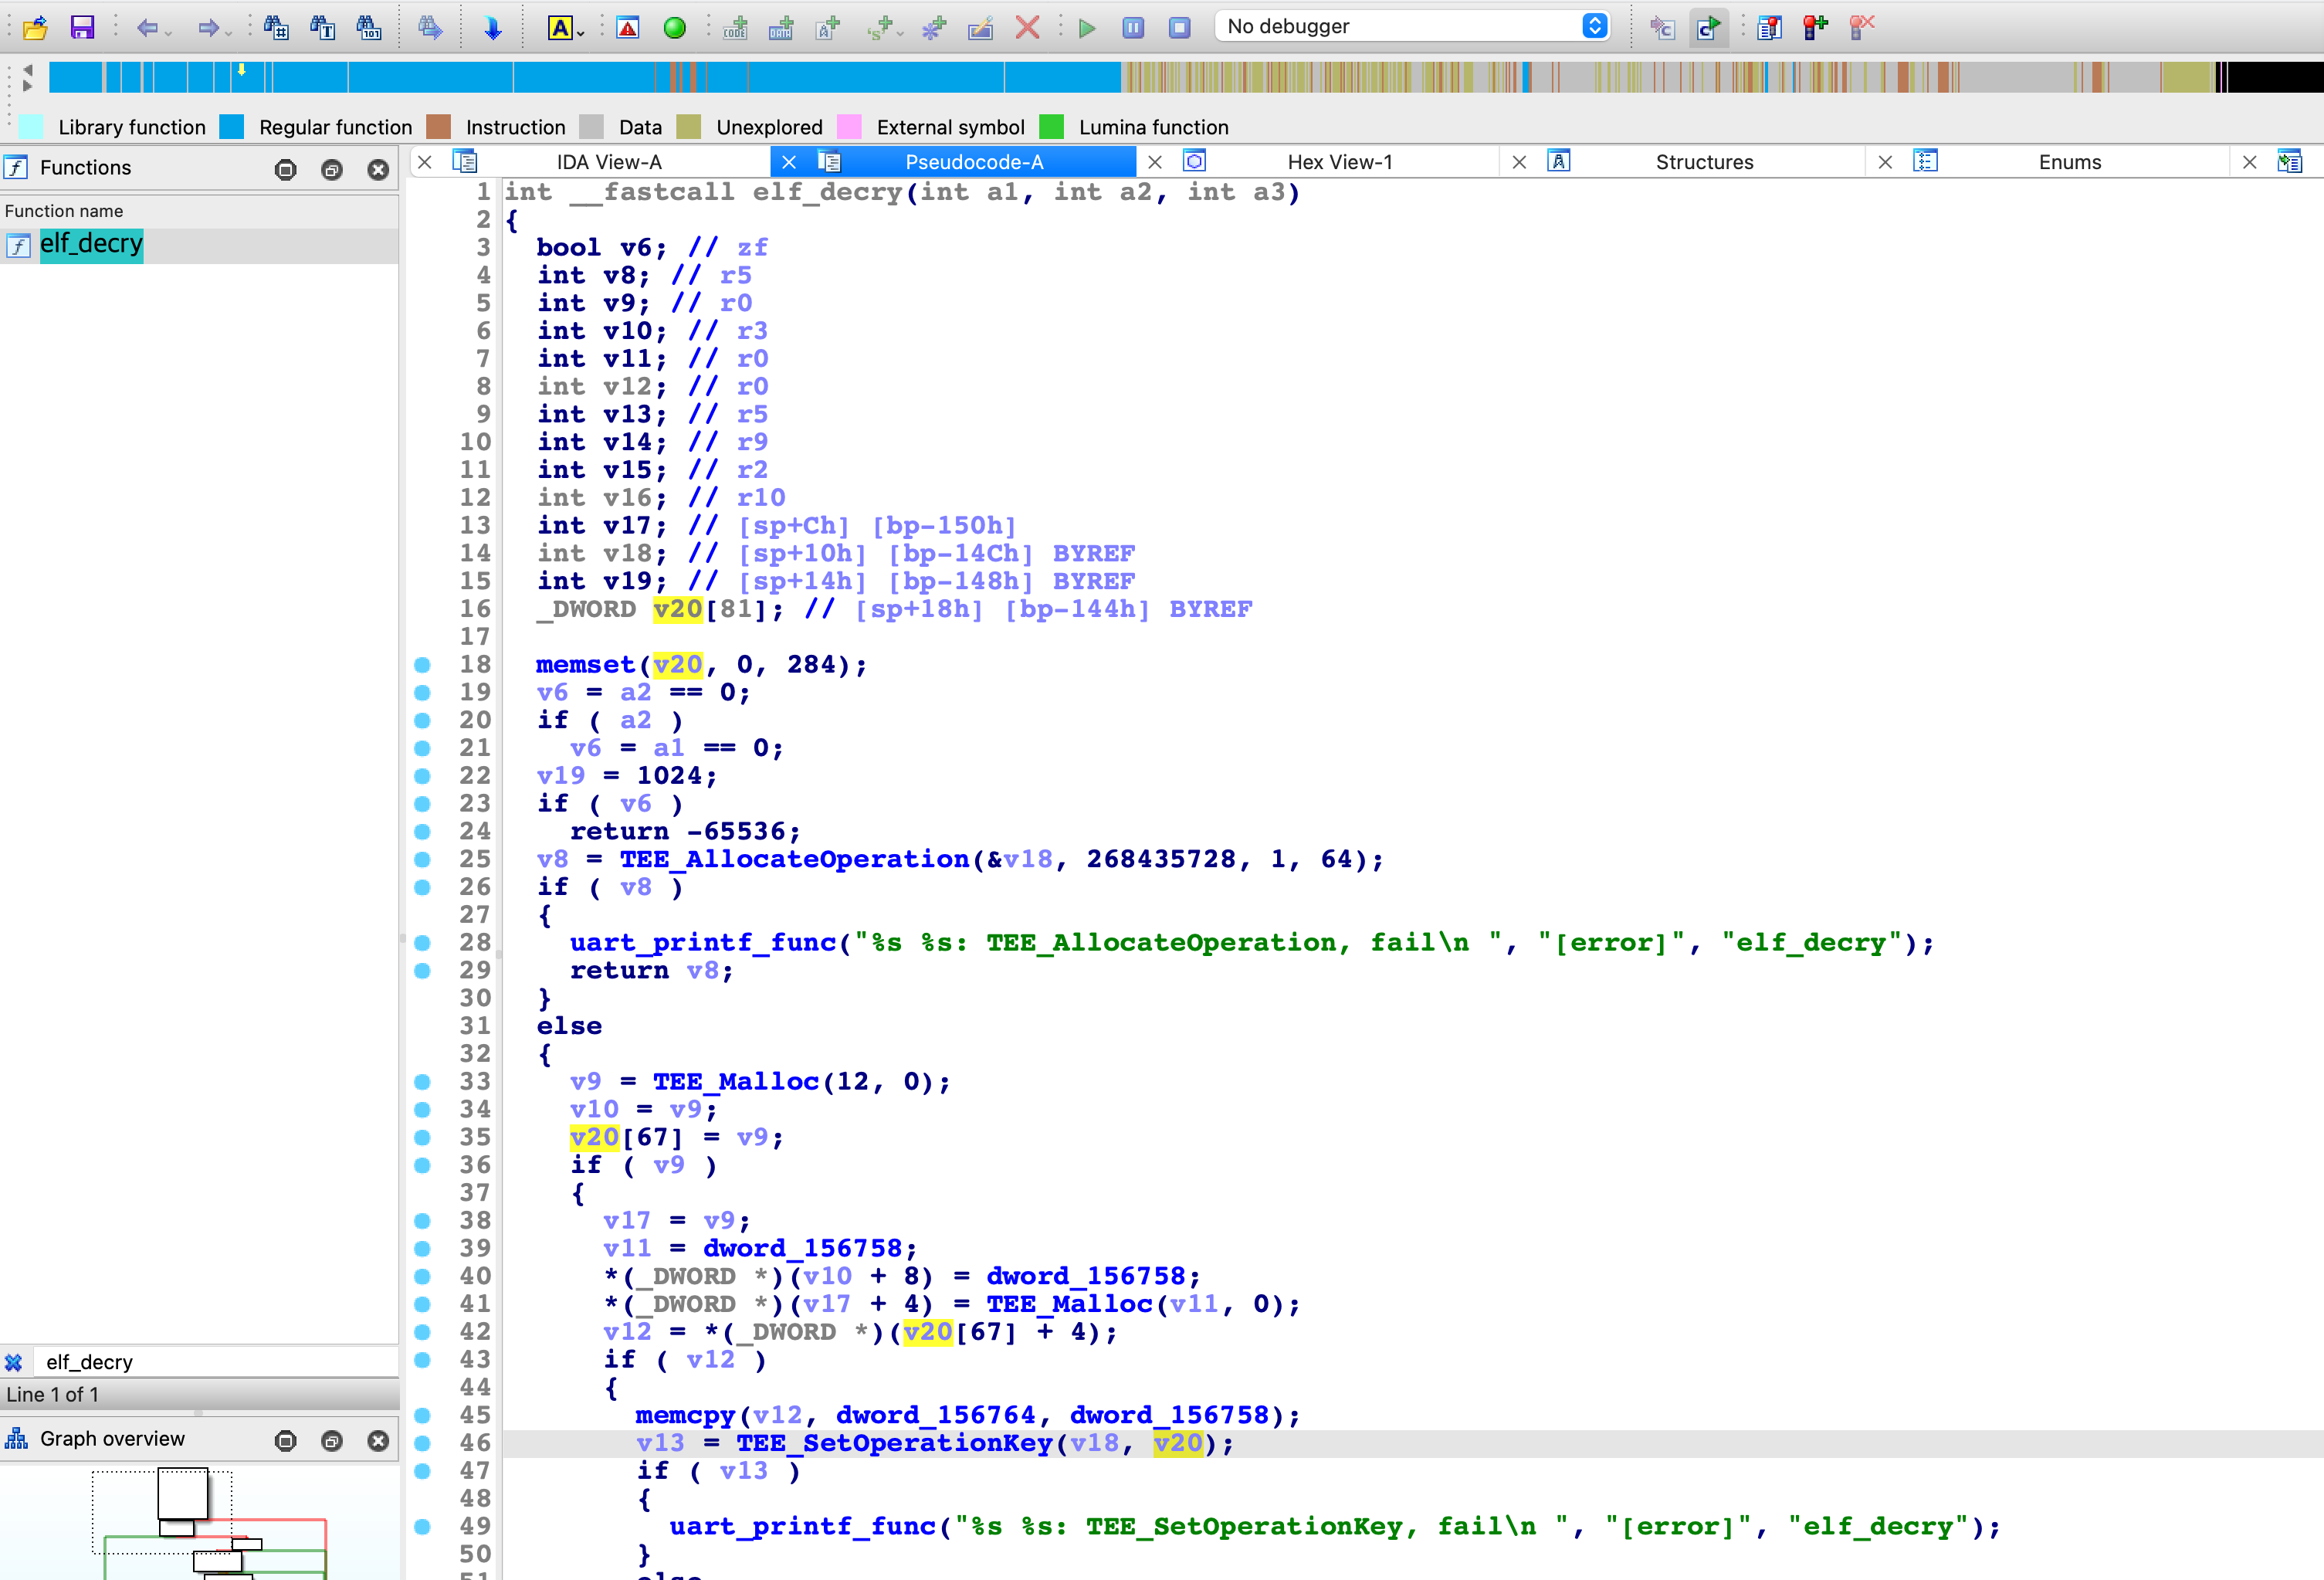 No debugger
Library function Regular function Instruction Data Unexplored External symbol Lumina function
Functions
Function name
elf_decry
elf_decry
Line 1 of 1
Graph overview
IDA View-A Pseudocode-A Hex View-1 Structures Enums
1 int __fastcall elf_decry(int a1, int a2, int a3)
2 {
3 bool v6; // zf
4 int v8; // r5
5 int v9; // r0
6 int v10; // r3
7 int v11; // r0
8 int v12; // r0
9 int v13; // r5
10 int v14; // r9
11 int v15; // r2
12 int v16; // r10
13 int v17; // [sp+Ch] [bp-150h]
14 int v18; // [sp+10h] [bp-14Ch] BYREF
15 int v19; // [sp+14h] [bp-148h] BYREF
16 _DWORD v20[81]; // [sp+18h] [bp-144h] BYREF
17
18 memset(v20, 0, 284);
19 v6 = a2 == 0;
20 if ( a2 )
21 v6 = a1 == 0;
22 v19 = 1024;
23 if ( v6 )
24 return -65536;
25 v8 = TEE_AllocateOperation(&v18, 268435728, 1, 64);
26 if ( v8 )
27 {
28 uart_printf_func("%s %s: TEE_AllocateOperation, fail\n ", "[error]", "elf_decry");
29 return v8;
30 }
31 else
32 {
33 v9 = TEE_Malloc(12, 0);
34 v10 = v9;
35 v20[67] = v9;
36 if ( v9 )
37 {
38 v17 = v9;
39 v11 = dword_156758;
40 *(_DWORD *)(v10 + 8) = dword_156758;
41 *(_DWORD *)(v17 + 4) = TEE_Malloc(v11, 0);
42 v12 = *(_DWORD *)(v20[67] + 4);
43 if ( v12 )
44 {
45 memcpy(v12, dword_156764, dword_156758);
46 v13 = TEE_SetOperationKey(v18, v20);
47 if ( v13 )
48 {
49 uart_printf_func("%s %s: TEE_SetOperationKey, fail\n ", "[error]", "elf_decry");
50 }
51 else